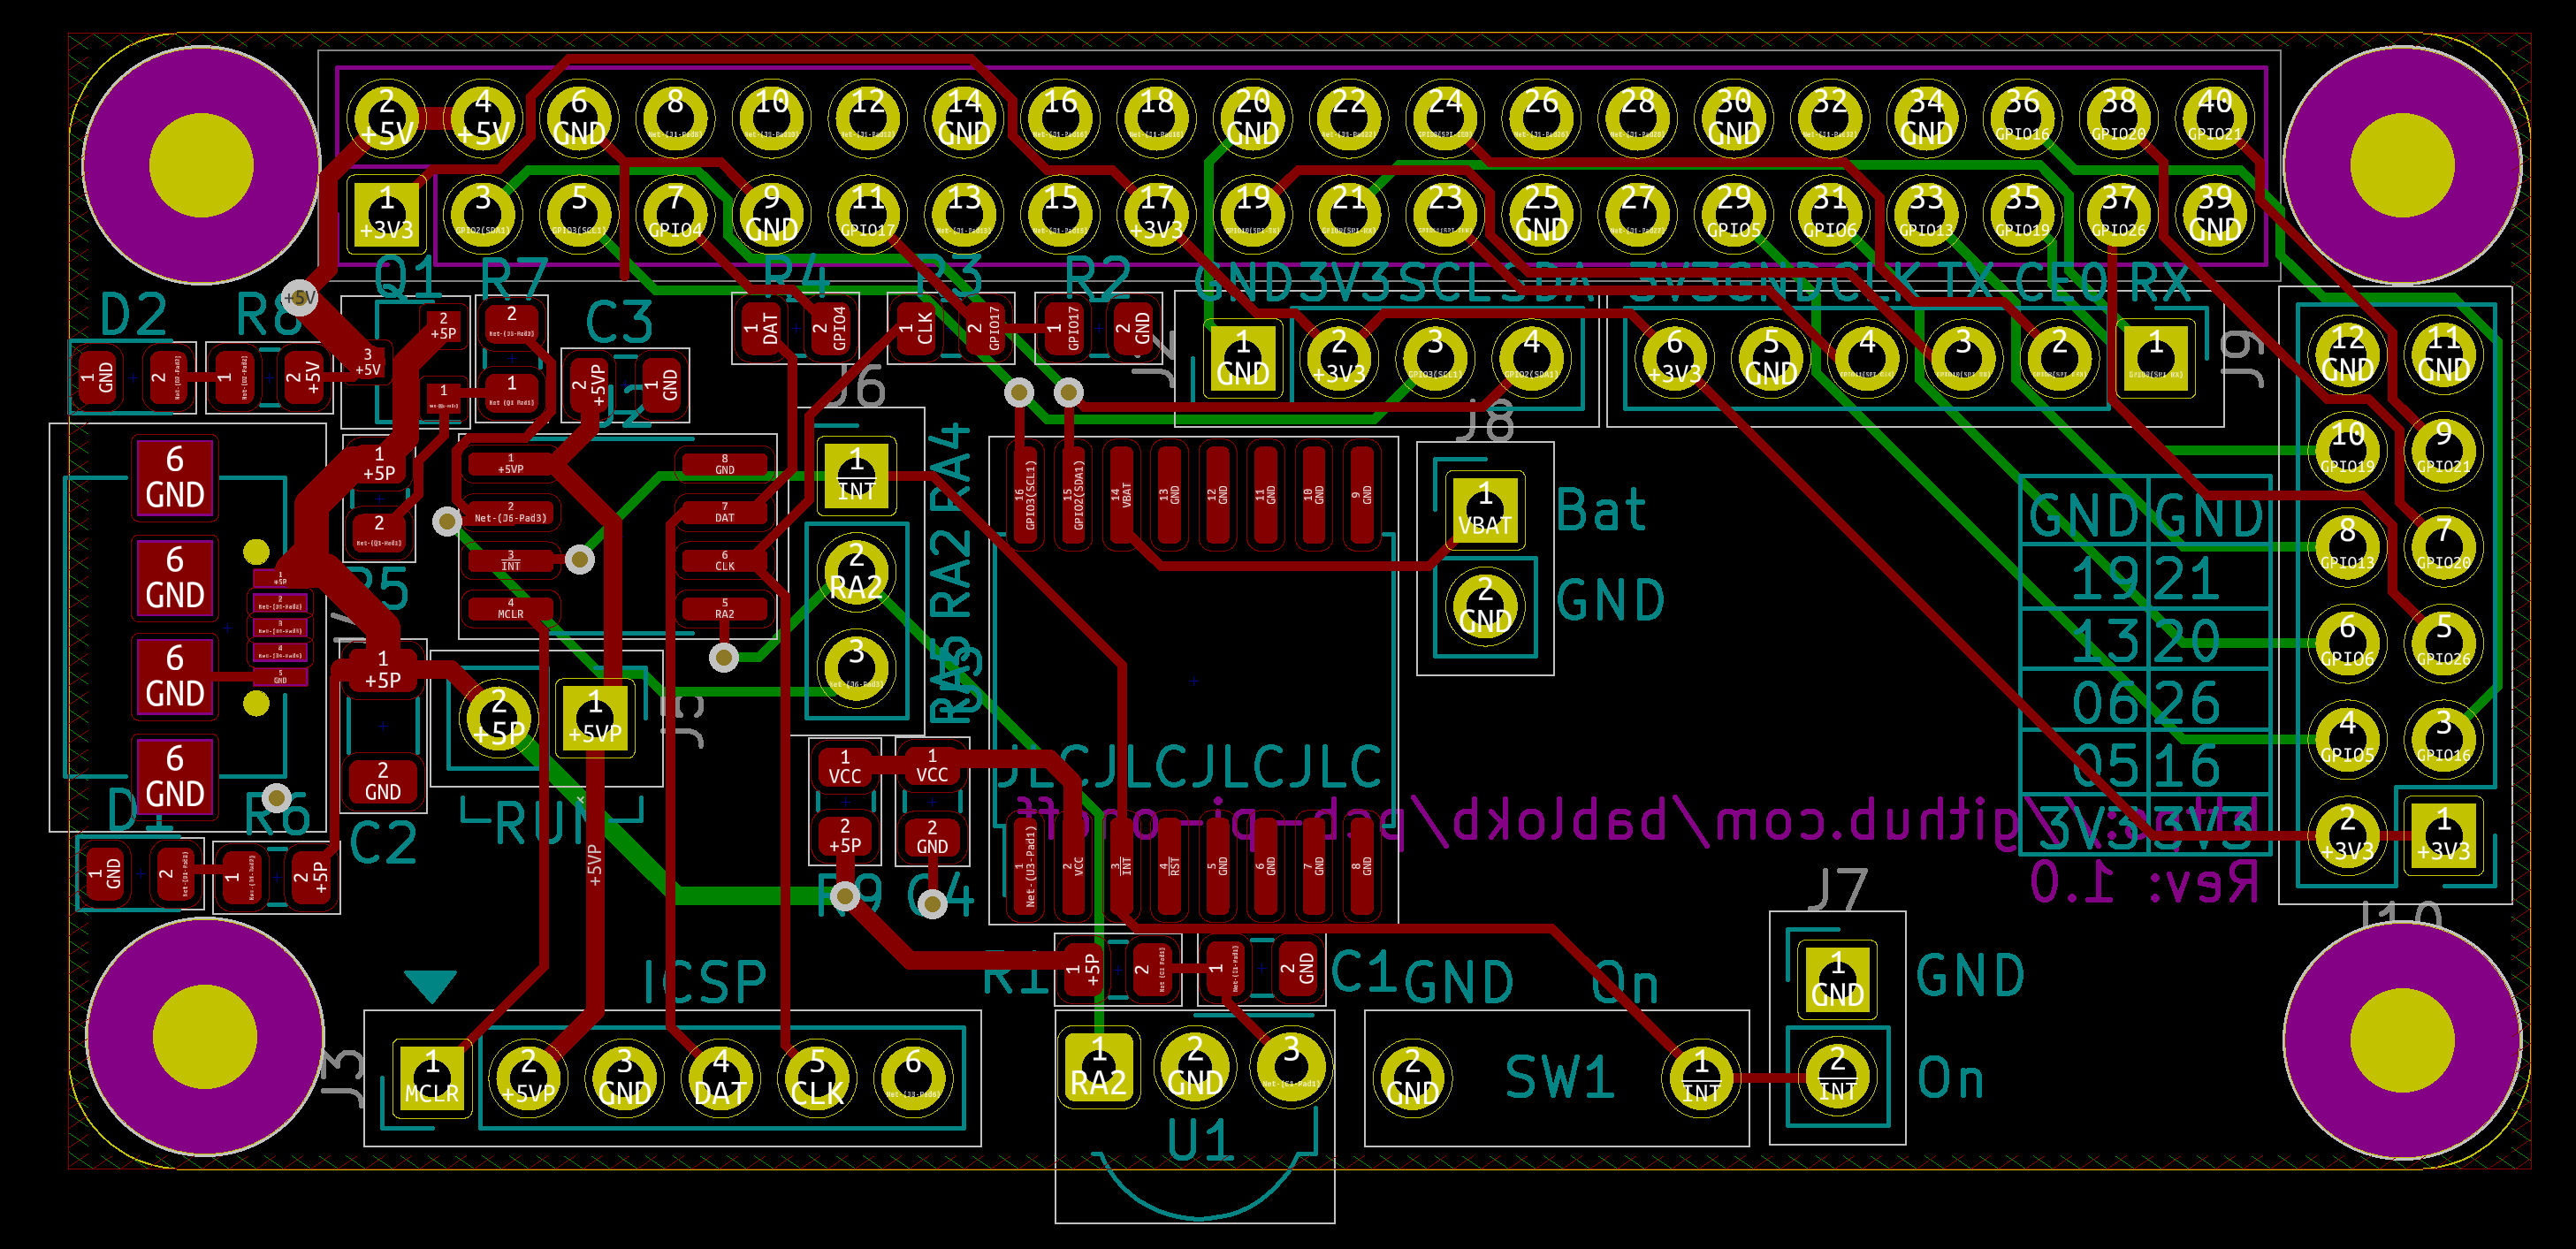 2 4 6 8 10 12 14 16 18 20 22 24 26 28 30 32 34 36 38 40
+5V +5V GND GND GND GND GND GPIO16 GPIO20 GPIO21
1 3 5 7 9 11 13 15 17 19 21 23 25 27 29 31 33 35 37 39
+3V3 GPIO2(SDA1) GPIO3(SCL1) GPIO4 GND GPIO17 +3V3 GND GPIO5 GPIO6 GPIO13 GPIO19 GPIO26 GND
+5V
Q1 R7 R4 R3 R2
GND 3V3 SCL SDA 3V3 GND CLK TX CE0 RX
D2 R8 C3
1 GND 2
1 2 +5V
3 +5V
2 +5P
1
2
1
2 +5VP 1 GND
1 DAT 2 GPIO4
1 CLK 2 GPIO17
1 GPIO17 2 GND
1 GND
2 +3V3
3 GPIO3(SCL1)
4 GPIO2(SDA1)
6 +3V3
5 GND
4
3
2
1
J9
J6
J8
1 +5P
2
R5
6 GND
6 GND
6 GND
6 GND
1 +5VP
2 Net-(J6-Pad3)
3 INT
4 MCLR
8 GND
7 DAT
6 CLK
5 RA2
1 INT
2 RA2
3
RA4
RA2
RA5
16 GPIO3(SCL1)
15 GPIO2(SDA1)
14 VBAT
13 GND
12 GND
11 GND
10 GND
9 GND
1 VBAT
Bat
2 GND
GND
12 GND 11 GND
10 GPIO19 9 GPIO21
8 GPIO13 7 GPIO20
6 GPIO6 5 GPIO26
4 GPIO5 3 GPIO16
2 +3V3 1 +3V3
GND GND
19 21
13 20
06 26
05 16
3V3 3V3
J10
1 +5P
2 GND
C2
2 +5P
1 +5VP
J5
RUN
+5VP
D1 R6
1 GND 2
1 2 +5P
1 VCC
2 +5P
1 VCC
2 GND
R9 C4
JLCJLCJLCJLC
https://github.com/bablokb/pcb-pi-on-off
Rev: 1.0
1 Net-(U3-Pad1)
2 VCC
3 INT
4 RST
5 GND
6 GND
7 GND
8 GND
R1
1 +5P 2
1 2 GND
C1
GND On
ICSP
J3
1 MCLR
2 +5VP
3 GND
4 DAT
5 CLK
6
1 RA2
2 GND
3
U1
2 GND
SW1
1 INT
J7
1 GND
GND
2 INT
On